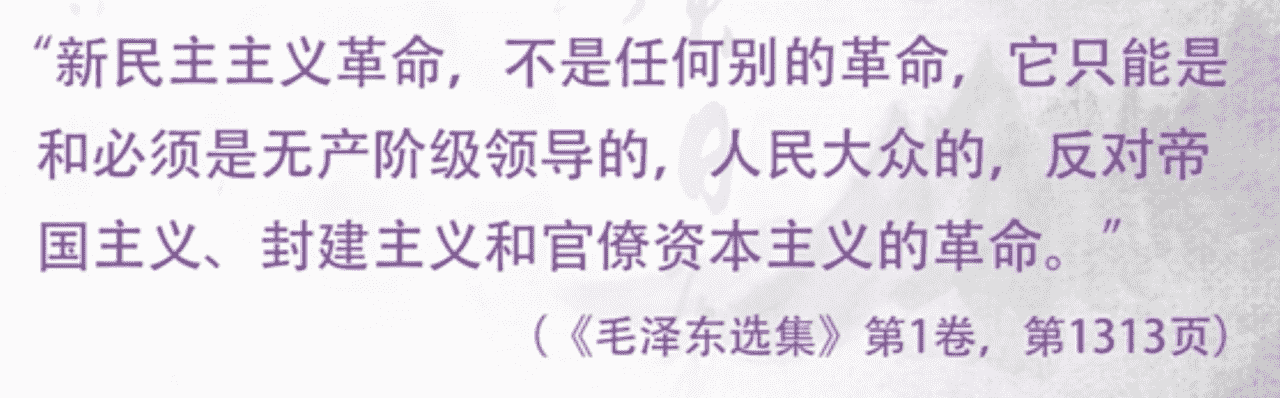 “新民主主义革命，不是任何别的革命，它只能是
和必须是无产阶级领导的，人民大众的，反对帝
国主义、封建主义和官僚资本主义的革命。”
（《毛泽东选集》第1卷，第1313页）